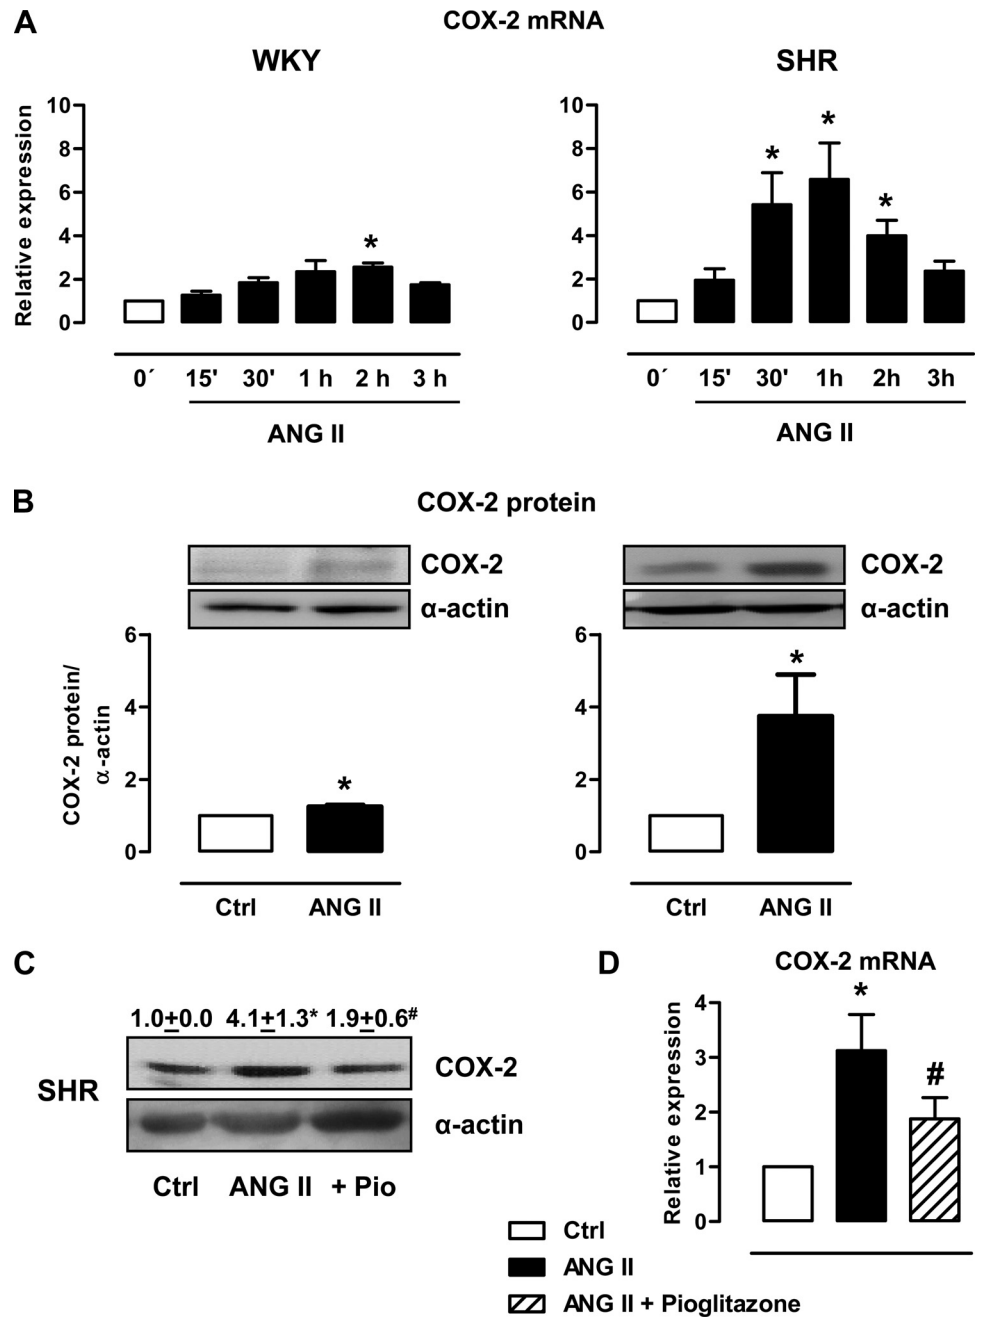 A
COX-2 mRNA
WKY
SHR
Relative expression
10
8
6
4
2
0
*
0´ 15' 30' 1 h 2 h 3 h
ANG II
10
8
6
4
2
0
* * *
0´ 15' 30' 1h 2h 3h
ANG II
B
COX-2 protein
COX-2
α-actin
COX-2 protein/
α-actin
6
4
2
0
*
Ctrl ANG II
COX-2
α-actin
6
4
2
0
*
Ctrl ANG II
C
1.0±0.0 4.1±1.3* 1.9±0.6#
SHR
COX-2
α-actin
Ctrl ANG II + Pio
D
COX-2 mRNA
Relative expression
4
3
2
1
0
*
#
Ctrl
ANG II
ANG II + Pioglitazone